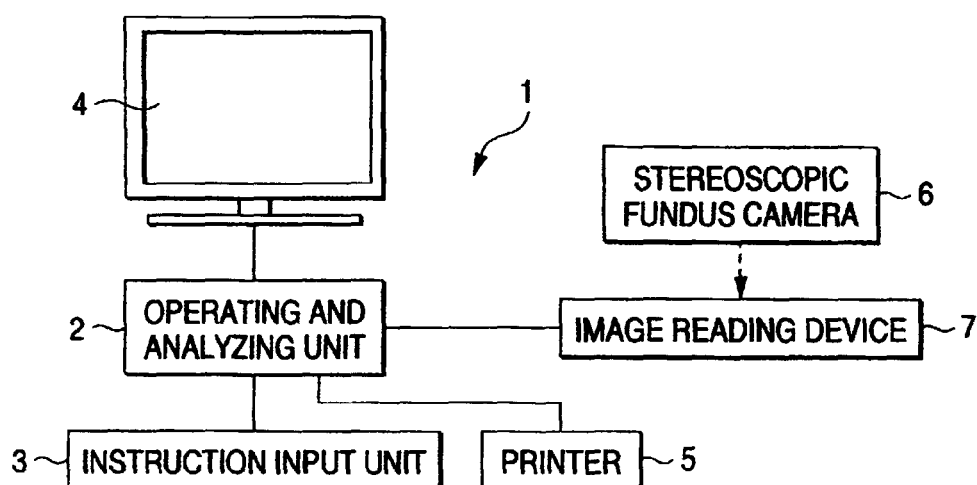 4
1
STEREOSCOPIC
FUNDUS CAMERA
6
2
OPERATING AND
ANALYZING UNIT
IMAGE READING DEVICE
7
3
INSTRUCTION INPUT UNIT
PRINTER
5